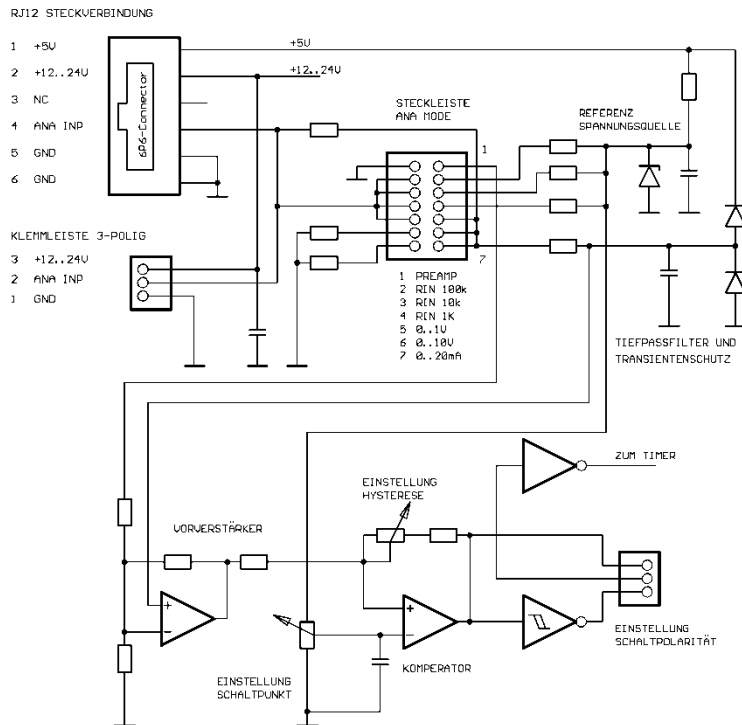 RJ12 STECKVERBINDUNG
1 +5V
2 +12..24V
3 NC
4 ANA INP
5 GND
6 GND
6P6-Connector
+5V
+12..24V
STECKLEISTE
ANA MODE
1
7
REFERENZ
SPANNUNGSQUELLE
KLEMMLEISTE 3-POLIG
3 +12..24V
2 ANA INP
1 GND
1 PREAMP
2 RIN 100k
3 RIN 10k
4 RIN 1K
5 0..1V
6 0..10V
7 0..20mA
TIEFPASSFILTER UND
TRANSIENTENSCHUTZ
ZUM TIMER
EINSTELLUNG
HYSTERESE
VORVERSTÄRKER
+
-
+
-
EINSTELLUNG
SCHALTPUNKT
KOMPERATOR
EINSTELLUNG
SCHALTPOLARITÄT